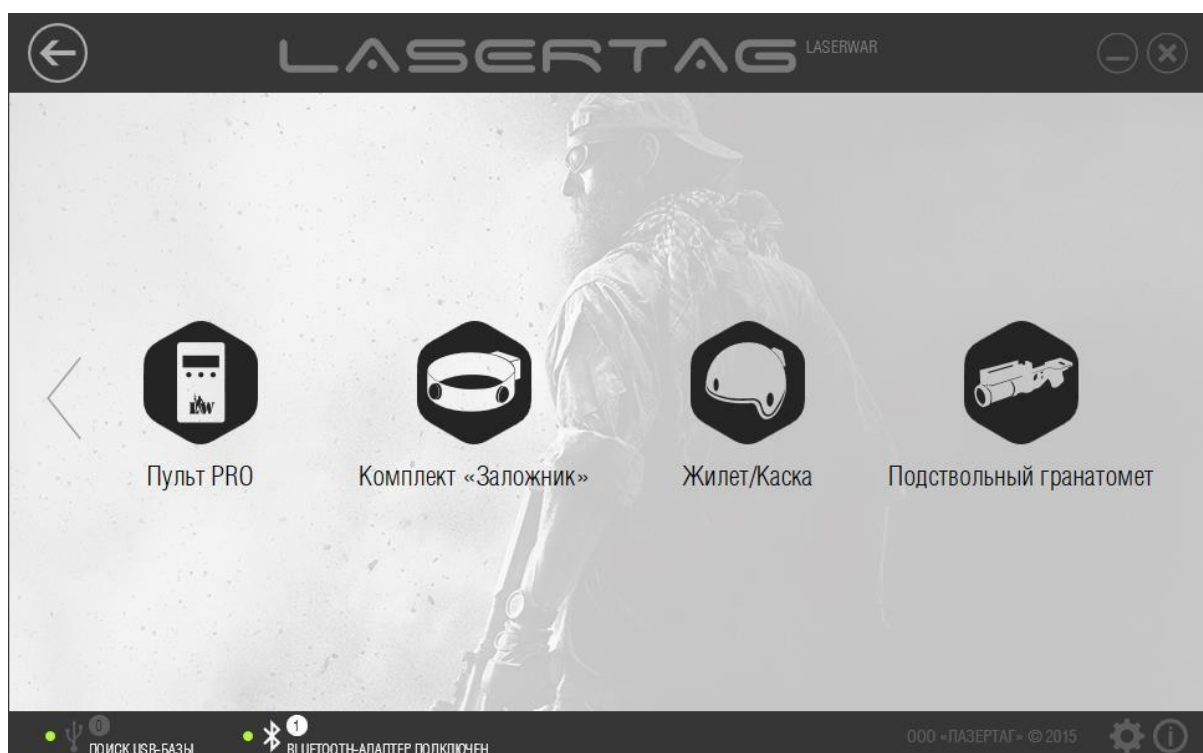 LASERTAG LASERWAR
LW
Пульт PRO
Комплект «Заложник»
Жилет/Каска
Подствольный гранатомет
0
ПОИСК USB-БАЗЫ
1
BLUETOOTH-АДАПТЕР ПОДКЛЮЧЕН
ООО «ЛАЗЕРТАГ» © 2015